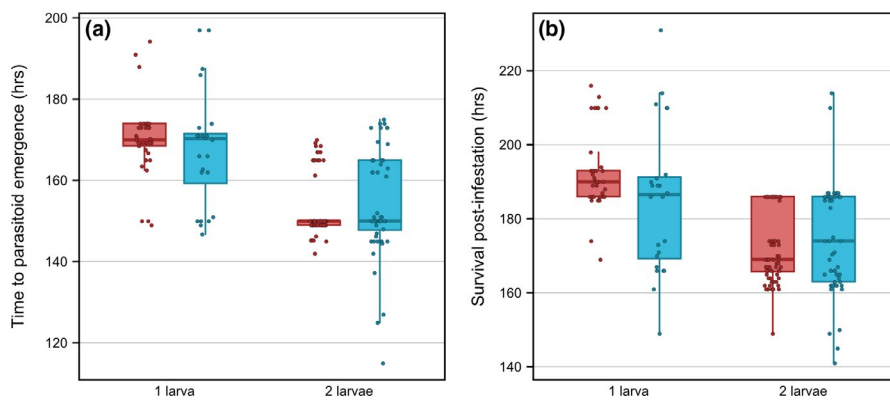 (a)
Time to parasitoid emergence (hrs)
200
180
160
140
120
1 larva
2 larvae
(b)
Survival post-infestation (hrs)
220
200
180
160
140
1 larva
2 larvae